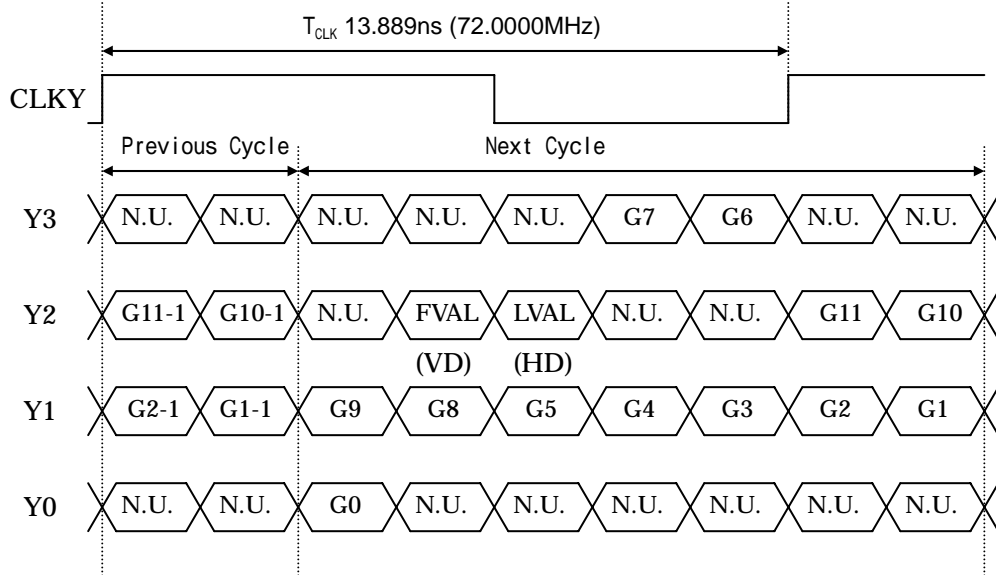 T_CLK 13.889ns (72.0000MHz)
CLKY
Previous Cycle Next Cycle
Y3 N.U. N.U. N.U. N.U. N.U. G7 G6 N.U. N.U.
Y2 G11-1 G10-1 N.U. FVAL LVAL N.U. N.U. G11 G10
(VD) (HD)
Y1 G2-1 G1-1 G9 G8 G5 G4 G3 G2 G1
Y0 N.U. N.U. G0 N.U. N.U. N.U. N.U. N.U. N.U.